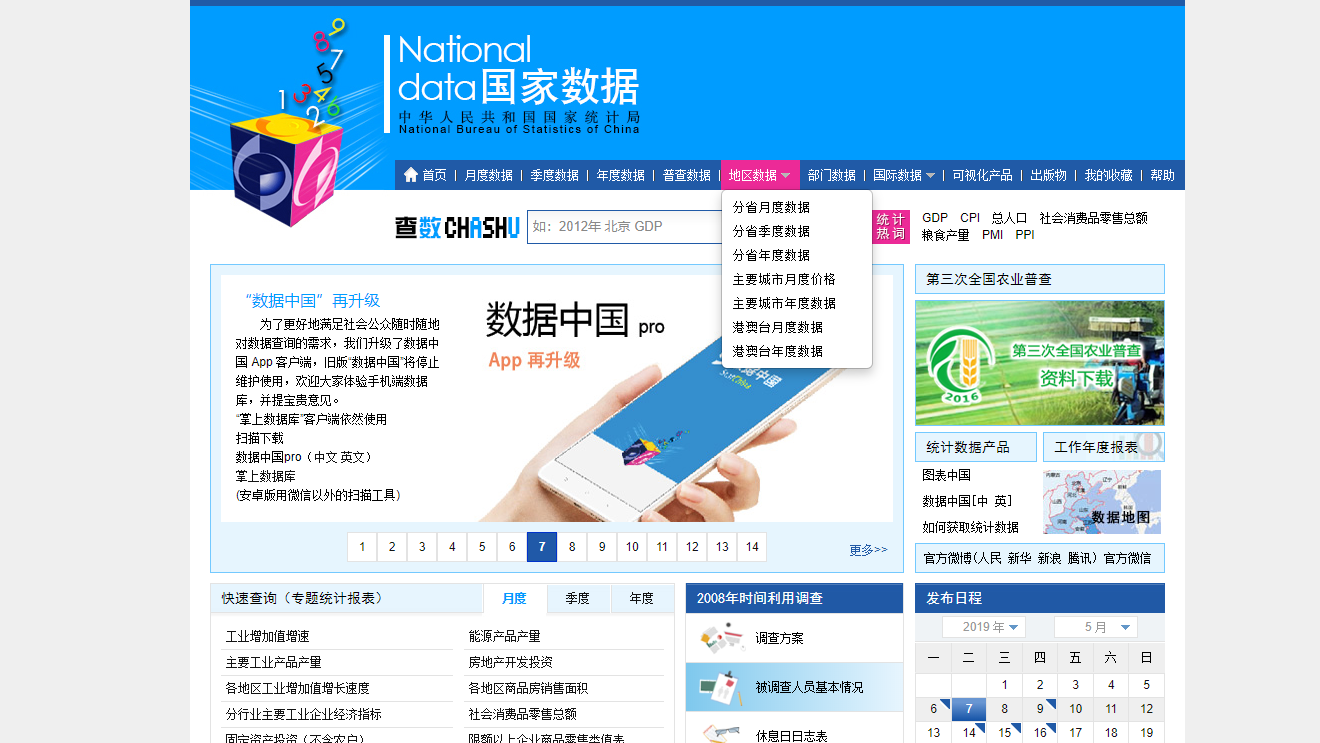 National
data国家数据
中华人民共和国国家统计局
National Bureau of Statistics of China
首页 月度数据 季度数据 年度数据 普查数据 地区数据 部门数据 国际数据 可视化产品 出版物 我的收藏 帮助
分省月度数据
分省季度数据
分省年度数据
主要城市月度价格
主要城市年度数据
港澳台月度数据
港澳台年度数据
查数CHASHU
如：2012年 北京 GDP
统计
热词
GDP CPI 总人口 社会消费品零售总额
粮食产量 PMI PPI
“数据中国”再升级
为了更好地满足社会公众随时随地
对数据查询的需求，我们升级了数据中
国 App 客户端，旧版“数据中国”将停止
维护使用，欢迎大家体验手机端数据
库，并提宝贵意见。
“掌上数据库”客户端依然使用
扫描下载
数据中国pro（中文 英文）
掌上数据库
(安卓版用微信以外的扫描工具)
数据中国 pro
App 再升级
数据中国
1 2 3 4 5 6 7 8 9 10 11 12 13 14
更多>>
第三次全国农业普查
第三次全国农业普查
资料下载
2016
统计数据产品
工作年度报表
图表中国
数据中国[中 英]
如何获取统计数据
数据地图
官方微博(人民 新华 新浪 腾讯) 官方微信
快速查询（专题统计报表） 月度 季度 年度
工业增加值增速 能源产品产量
主要工业产品产量 房地产开发投资
各地区工业增加值增长速度 各地区商品房销售面积
分行业主要工业企业经济指标 社会消费品零售总额
固定资产投资（不含农户） 限额以上企业商品零售类值表
2008年时间利用调查
调查方案
被调查人员基本情况
休息日日志表
发布日程
2019 年 5 月
一 二 三 四 五 六 日
1 2 3 4 5
6 7 8 9 10 11 12
13 14 15 16 17 18 19